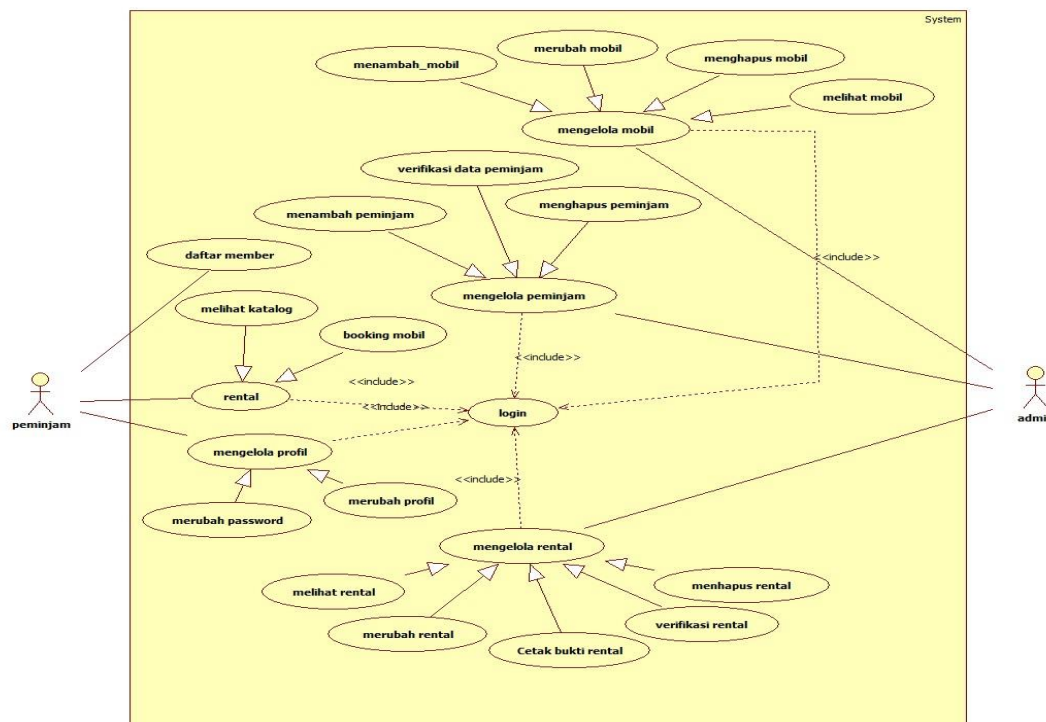 System
merubah mobil
menambah_mobil
menghapus mobil
melihat mobil
mengelola mobil
verifikasi data peminjam
menambah peminjam
menghapus peminjam
daftar member
<<include>>
mengelola peminjam
melihat katalog
booking mobil
<<include>>
<<include>>
rental
<<include>>
login
peminjam
admi
mengelola profil
<<include>>
merubah profil
merubah password
mengelola rental
melihat rental
menhapus rental
merubah rental
verifikasi rental
Cetak bukti rental